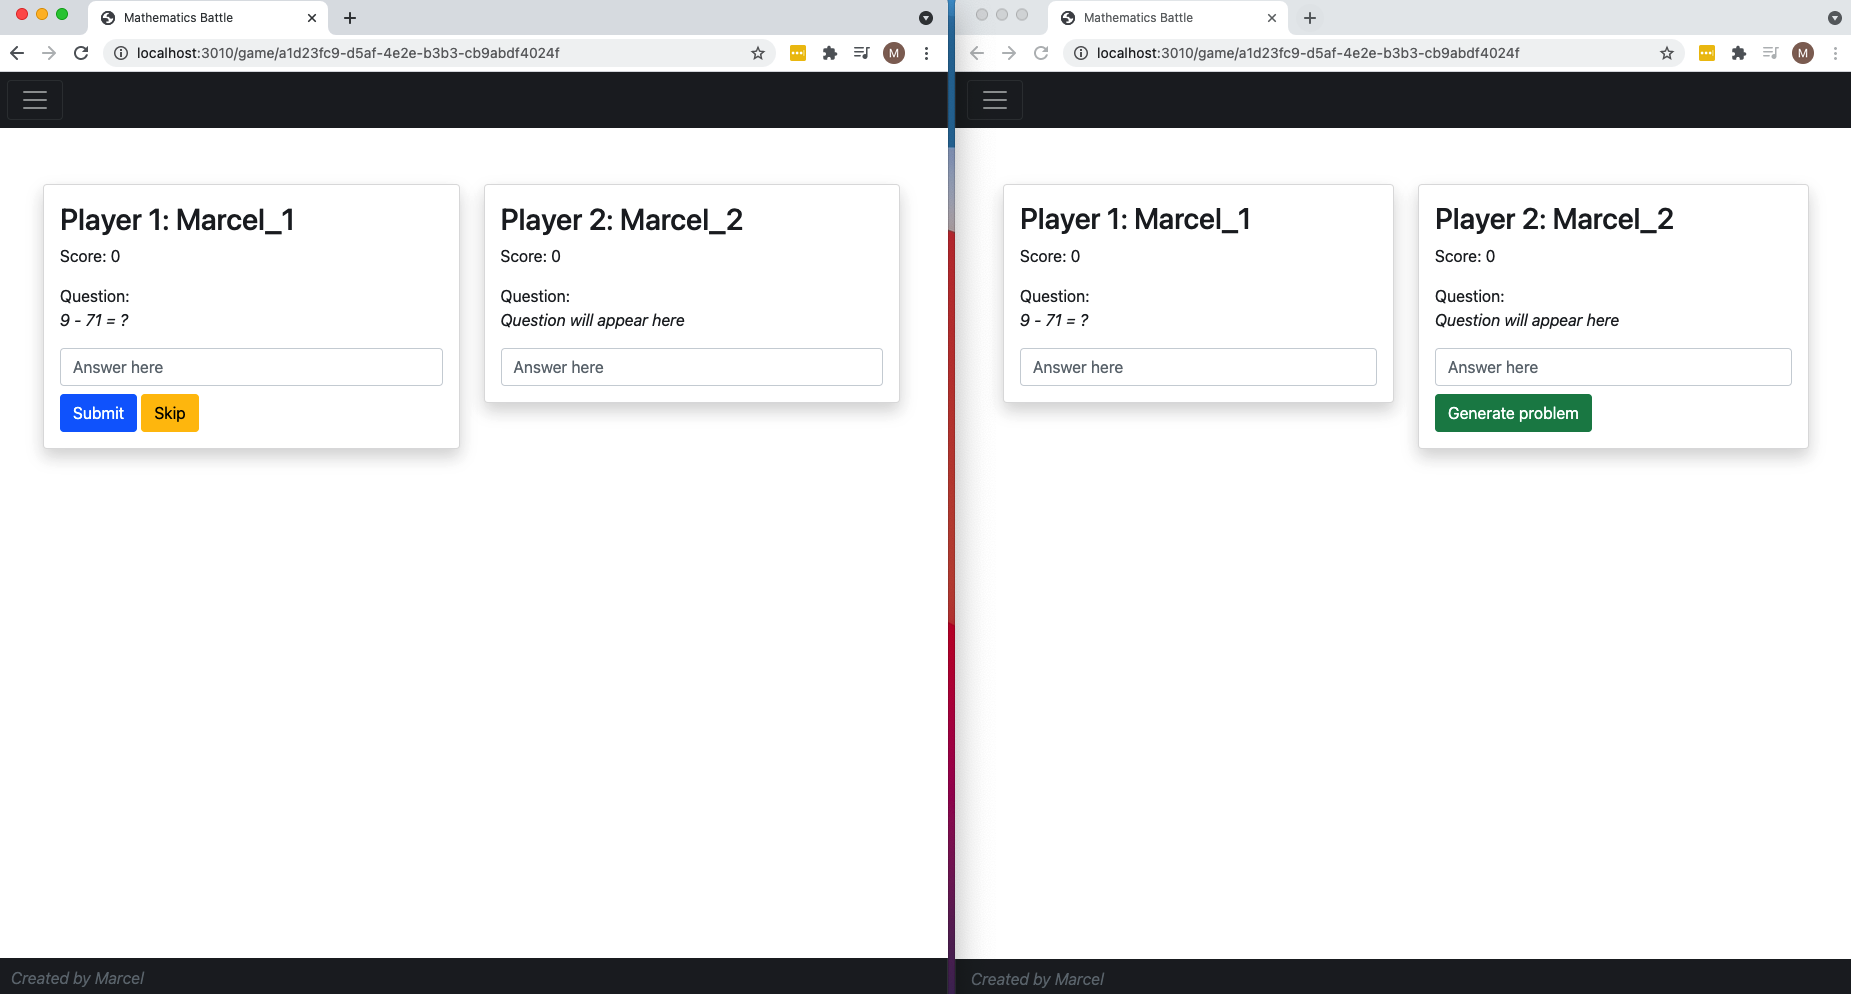 Mathematics Battle
localhost:3010/game/a1d23fc9-d5af-4e2e-b3b3-cb9abdf4024f
M
Player 1: Marcel_1
Score: 0
Question:
9 - 71 = ?
Answer here
Submit Skip
Player 2: Marcel_2
Score: 0
Question:
Question will appear here
Answer here
Created by Marcel
Mathematics Battle
localhost:3010/game/a1d23fc9-d5af-4e2e-b3b3-cb9abdf4024f
M
Player 1: Marcel_1
Score: 0
Question:
9 - 71 = ?
Answer here
Player 2: Marcel_2
Score: 0
Question:
Question will appear here
Answer here
Generate problem
Created by Marcel